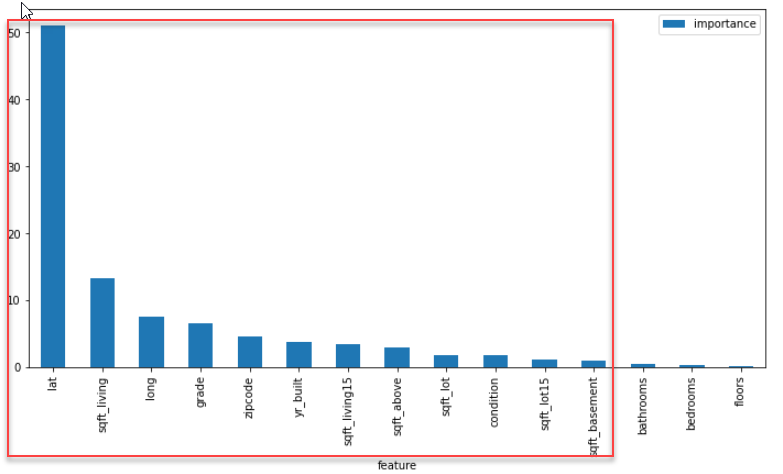 importance
50
40
30
20
10
0
lat
sqft_living
long
grade
zipcode
yr_built
sqft_living15
sqft_above
sqft_lot
condition
sqft_lot15
sqft_basement
bathrooms
bedrooms
floors
feature